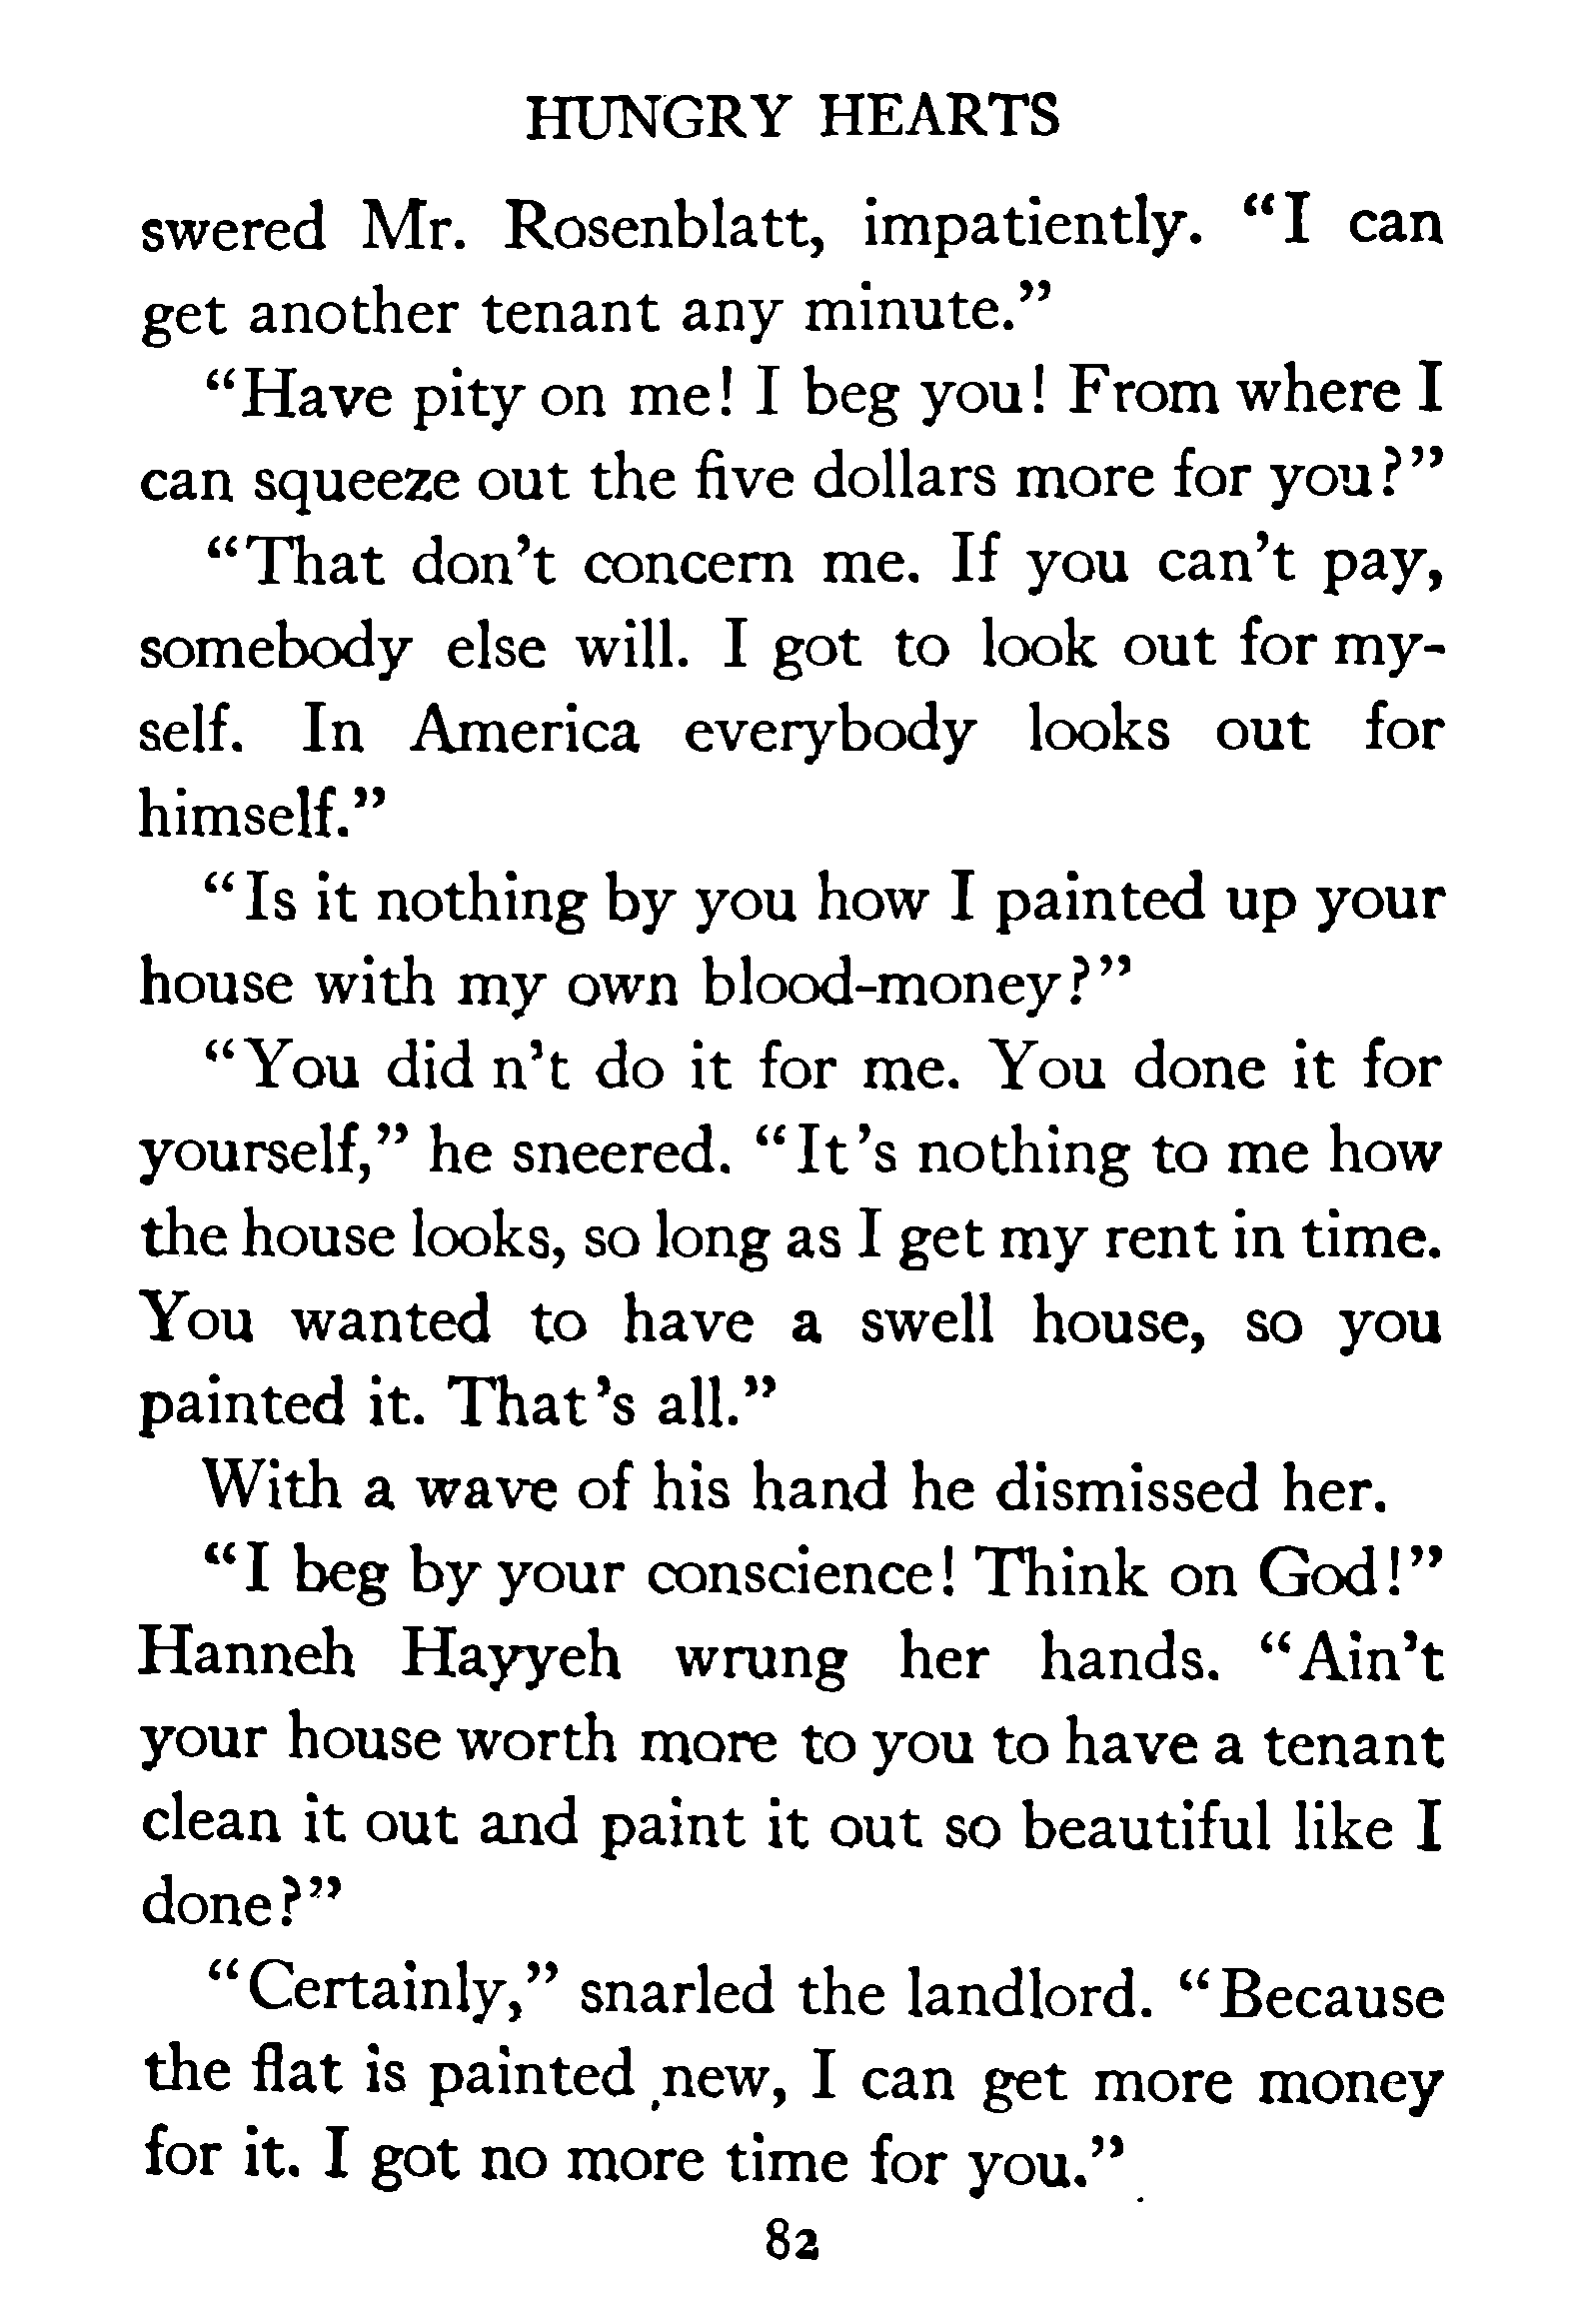 HUNGRY HEARTS
swered Mr. Rosenblatt, impatiently. “I can
get another tenant any minute.”
“Have pity on me! I beg you! From where I
can squeeze out the five dollars more for you?”
“That don’t concern me. If you can’t pay,
somebody else will. I got to look out for my-
self. In America everybody looks out for
himself.”
“Is it nothing by you how I painted up your
house with my own blood-money?”
“You did n’t do it for me. You done it for
yourself,” he sneered. “It’s nothing to me how
the house looks, so long as I get my rent in time.
You wanted to have a swell house, so you
painted it. That’s all.”
With a wave of his hand he dismissed her.
“I beg by your conscience! Think on God!”
Hanneh Hayyeh wrung her hands. “Ain’t
your house worth more to you to have a tenant
clean it out and paint it out so beautiful like I
done?”
“Certainly,” snarled the landlord. “Because
the flat is painted new, I can get more money
for it. I got no more time for you.”
82